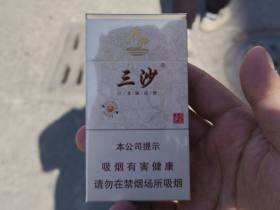 三沙
本公司提示
吸烟有害健康
请勿在禁烟场所吸烟